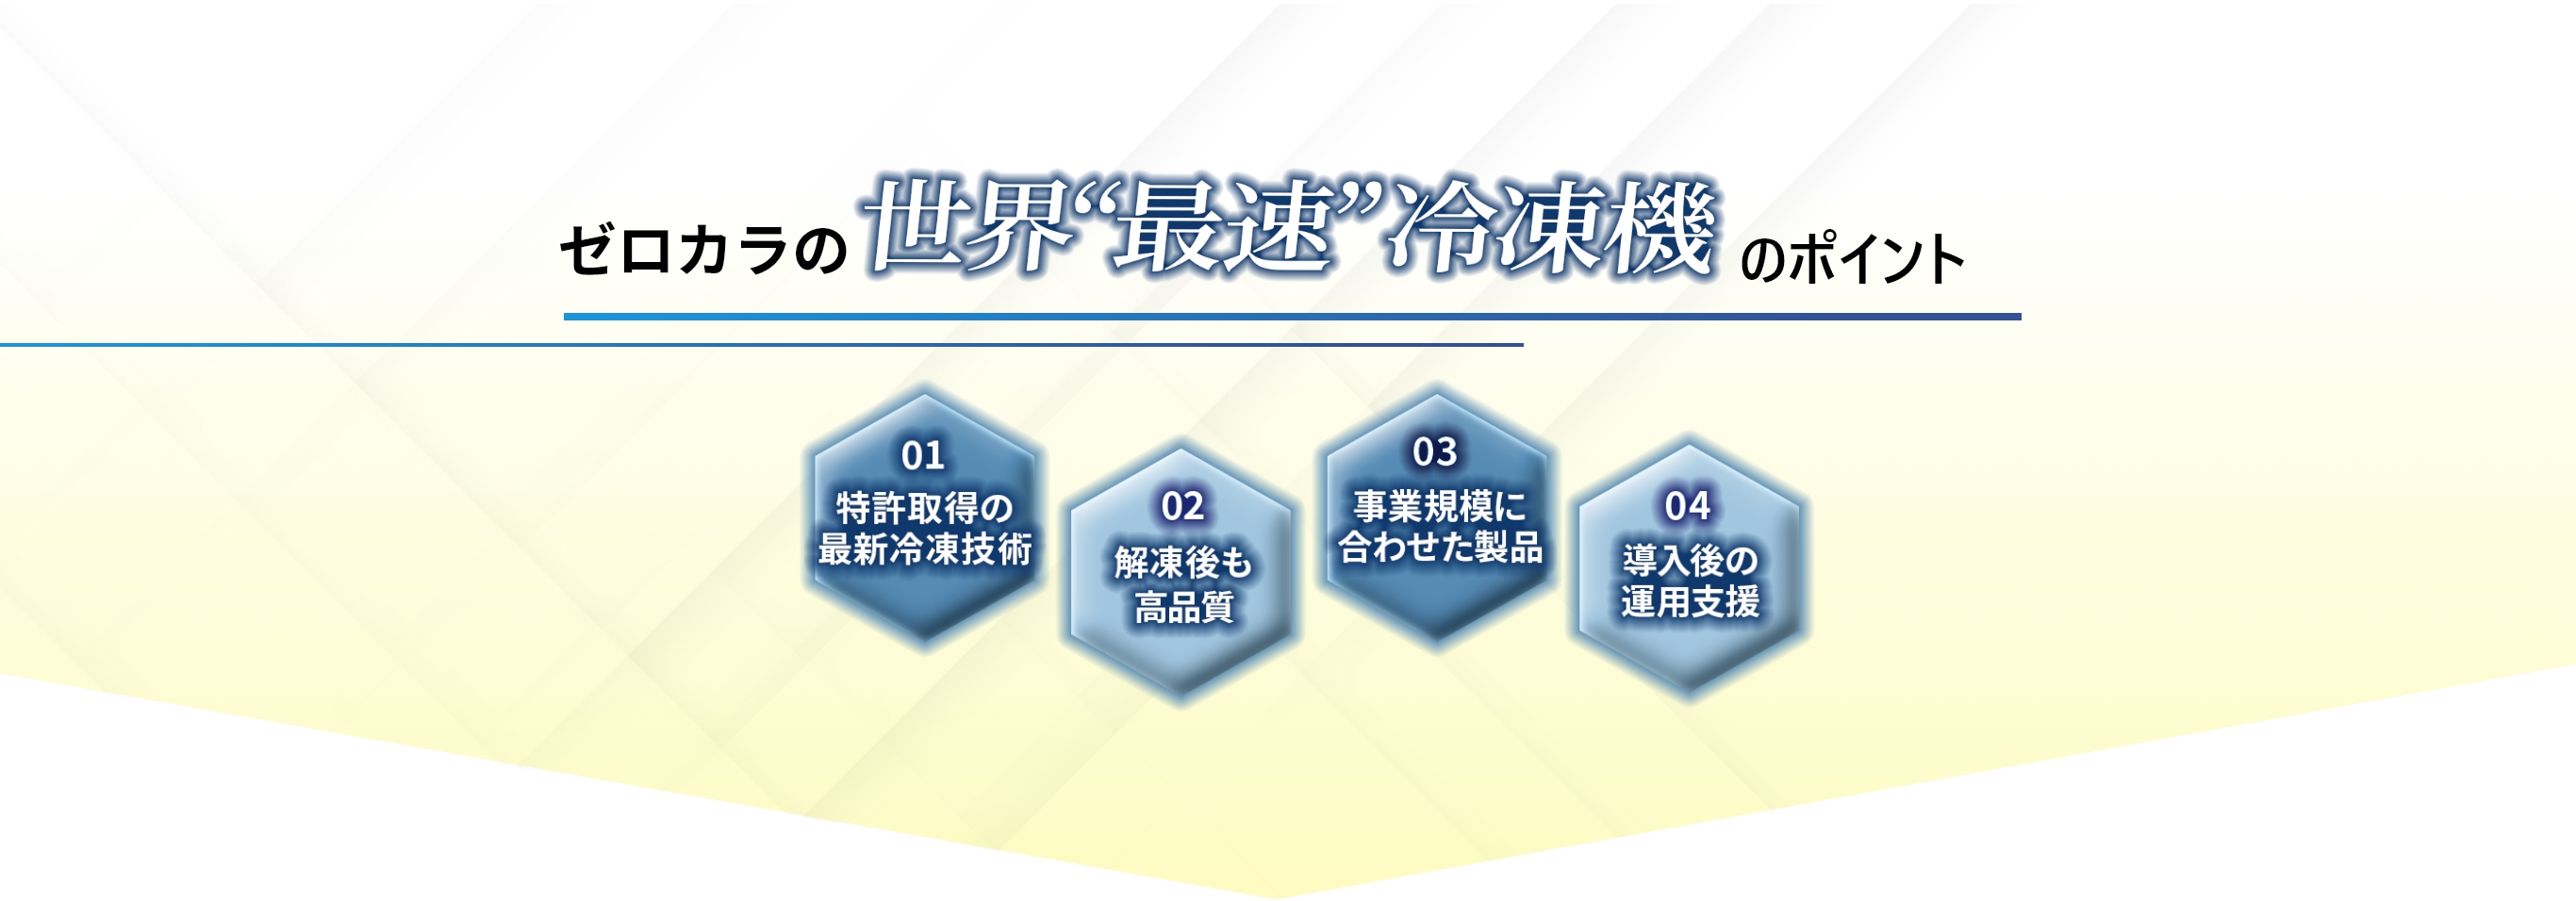 ゼロカラの世界“最速”冷凍機のポイント
01
特許取得の
最新冷凍技術
02
解凍後も
高品質
03
事業規模に
合わせた製品
04
導入後の
運用支援